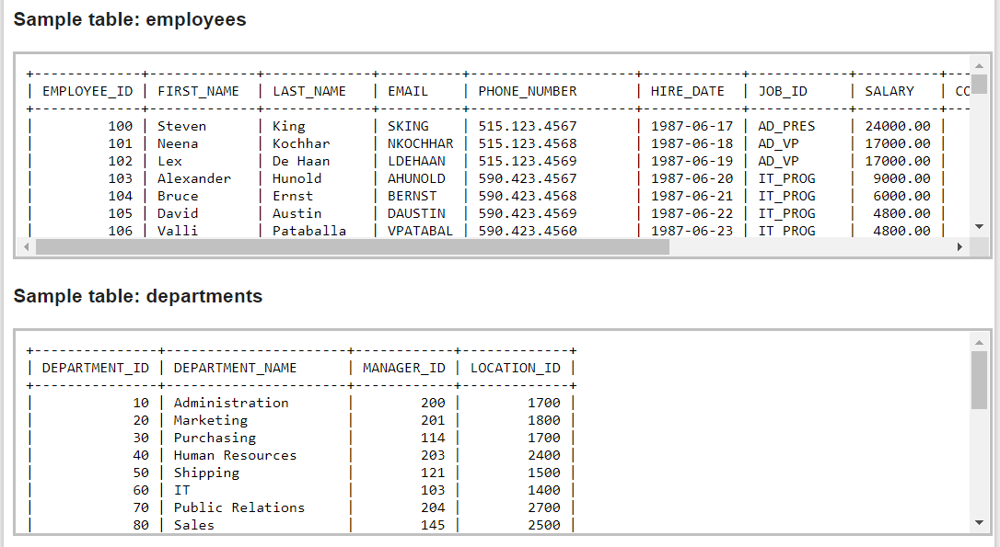 Sample table: employees
+-------------+-------------+-------------+----------+--------------------+------------+------------+----------+---
| EMPLOYEE_ID | FIRST_NAME | LAST_NAME | EMAIL | PHONE_NUMBER | HIRE_DATE | JOB_ID | SALARY | CO
+-------------+-------------+-------------+----------+--------------------+------------+------------+----------+---
| 100 | Steven | King | SKING | 515.123.4567 | 1987-06-17 | AD_PRES | 24000.00 |
| 101 | Neena | Kochhar | NKOCHHAR | 515.123.4568 | 1987-06-18 | AD_VP | 17000.00 |
| 102 | Lex | De Haan | LDEHAAN | 515.123.4569 | 1987-06-19 | AD_VP | 17000.00 |
| 103 | Alexander | Hunold | AHUNOLD | 590.423.4567 | 1987-06-20 | IT_PROG | 9000.00 |
| 104 | Bruce | Ernst | BERNST | 590.423.4568 | 1987-06-21 | IT_PROG | 6000.00 |
| 105 | David | Austin | DAUSTIN | 590.423.4569 | 1987-06-22 | IT_PROG | 4800.00 |
| 106 | Valli | Pataballa | VPATABAL | 590.423.4560 | 1987-06-23 | IT_PROG | 4800.00 |
Sample table: departments
+---------------+----------------------+------------+-------------+
| DEPARTMENT_ID | DEPARTMENT_NAME | MANAGER_ID | LOCATION_ID |
+---------------+----------------------+------------+-------------+
| 10 | Administration | 200 | 1700 |
| 20 | Marketing | 201 | 1800 |
| 30 | Purchasing | 114 | 1700 |
| 40 | Human Resources | 203 | 2400 |
| 50 | Shipping | 121 | 1500 |
| 60 | IT | 103 | 1400 |
| 70 | Public Relations | 204 | 2700 |
| 80 | Sales | 145 | 2500 |